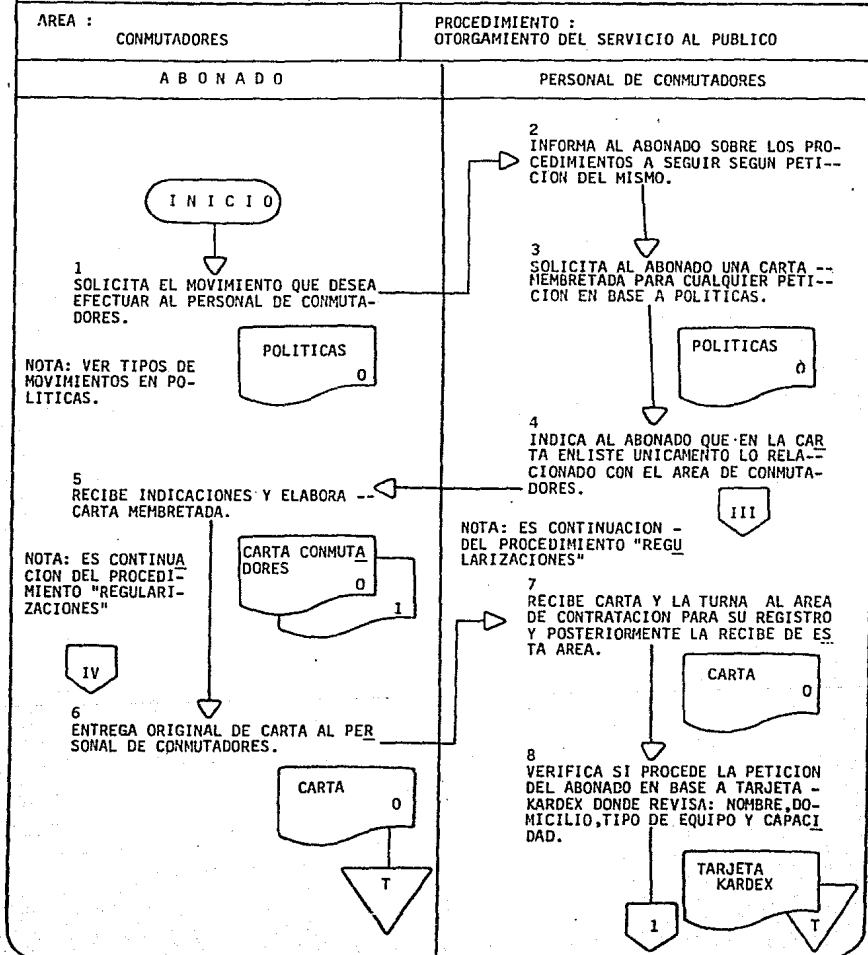 AREA :
CONMUTADORES
PROCEDIMIENTO :
OTORGAMIENTO DEL SERVICIO AL PUBLICO
A B O N A D O
PERSONAL DE CONMUTADORES
I N I C I O
1
SOLICITA EL MOVIMIENTO QUE DESEA
EFECTUAR AL PERSONAL DE CONMUTA-
DORES.
NOTA: VER TIPOS DE
MOVIMIENTOS EN PO-
LITICAS.
POLITICAS
O
2
INFORMA AL ABONADO SOBRE LOS PRO-
CEDIMIENTOS A SEGUIR SEGUN PETI--
CION DEL MISMO.
3
SOLICITA AL ABONADO UNA CARTA --
MEMBRETADA PARA CUALQUIER PETI--
CION EN BASE A POLITICAS.
POLITICAS
O
4
INDICA AL ABONADO QUE EN LA CAR
TA ENLISTE UNICAMENTO LO RELA--
CIONADO CON EL AREA DE CONMUTA-
DORES.
III
NOTA: ES CONTINUACION -
DEL PROCEDIMIENTO "REGU
LARIZACIONES"
5
RECIBE INDICACIONES Y ELABORA --
CARTA MEMBRETADA.
NOTA: ES CONTINUA
CION DEL PROCEDI-
MIENTO "REGULARI-
ZACIONES"
CARTA CONMUTA
DORES
O
1
IV
6
ENTREGA ORIGINAL DE CARTA AL PER
SONAL DE CONMUTADORES.
CARTA
O
T
7
RECIBE CARTA Y LA TURNA AL AREA
DE CONTRATACION PARA SU REGISTRO
Y POSTERIORMENTE LA RECIBE DE ES
TA AREA.
CARTA
O
8
VERIFICA SI PROCEDE LA PETICION
DEL ABONADO EN BASE A TARJETA -
KARDEX DONDE REVISA: NOMBRE,DO-
MICILIO,TIPO DE EQUIPO Y CAPACI
DAD.
TARJETA
KARDEX
1
T